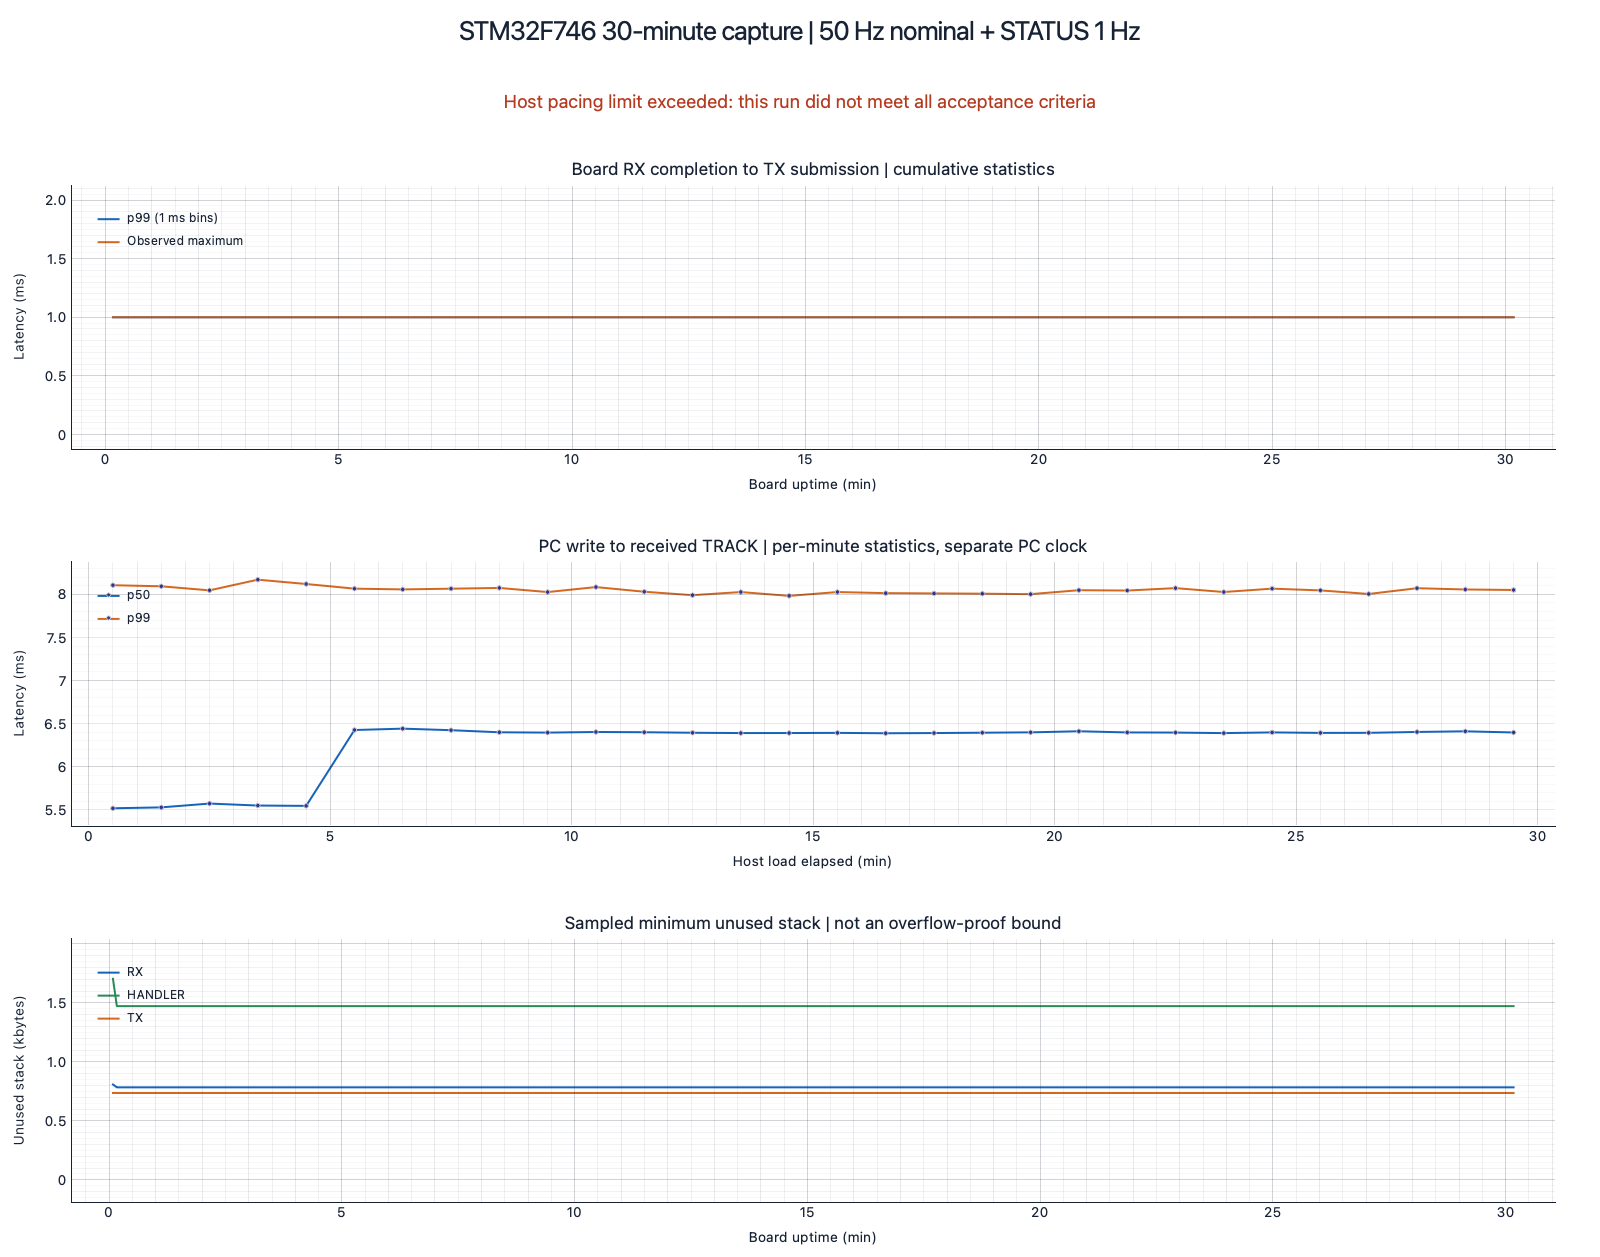 STM32F746 30-minute capture | 50 Hz nominal + STATUS 1 Hz
Host pacing limit exceeded: this run did not meet all acceptance criteria
Board RX completion to TX submission | cumulative statistics
Latency (ms)
2.0
1.5
1.0
0.5
0
p99 (1 ms bins)
Observed maximum
0 5 10 15 20 25 30
Board uptime (min)
PC write to received TRACK | per-minute statistics, separate PC clock
Latency (ms)
8
7.5
7
6.5
6
5.5
p50
p99
0 5 10 15 20 25 30
Host load elapsed (min)
Sampled minimum unused stack | not an overflow-proof bound
Unused stack (kbytes)
1.5
1.0
0.5
0
RX
HANDLER
TX
0 5 10 15 20 25 30
Board uptime (min)